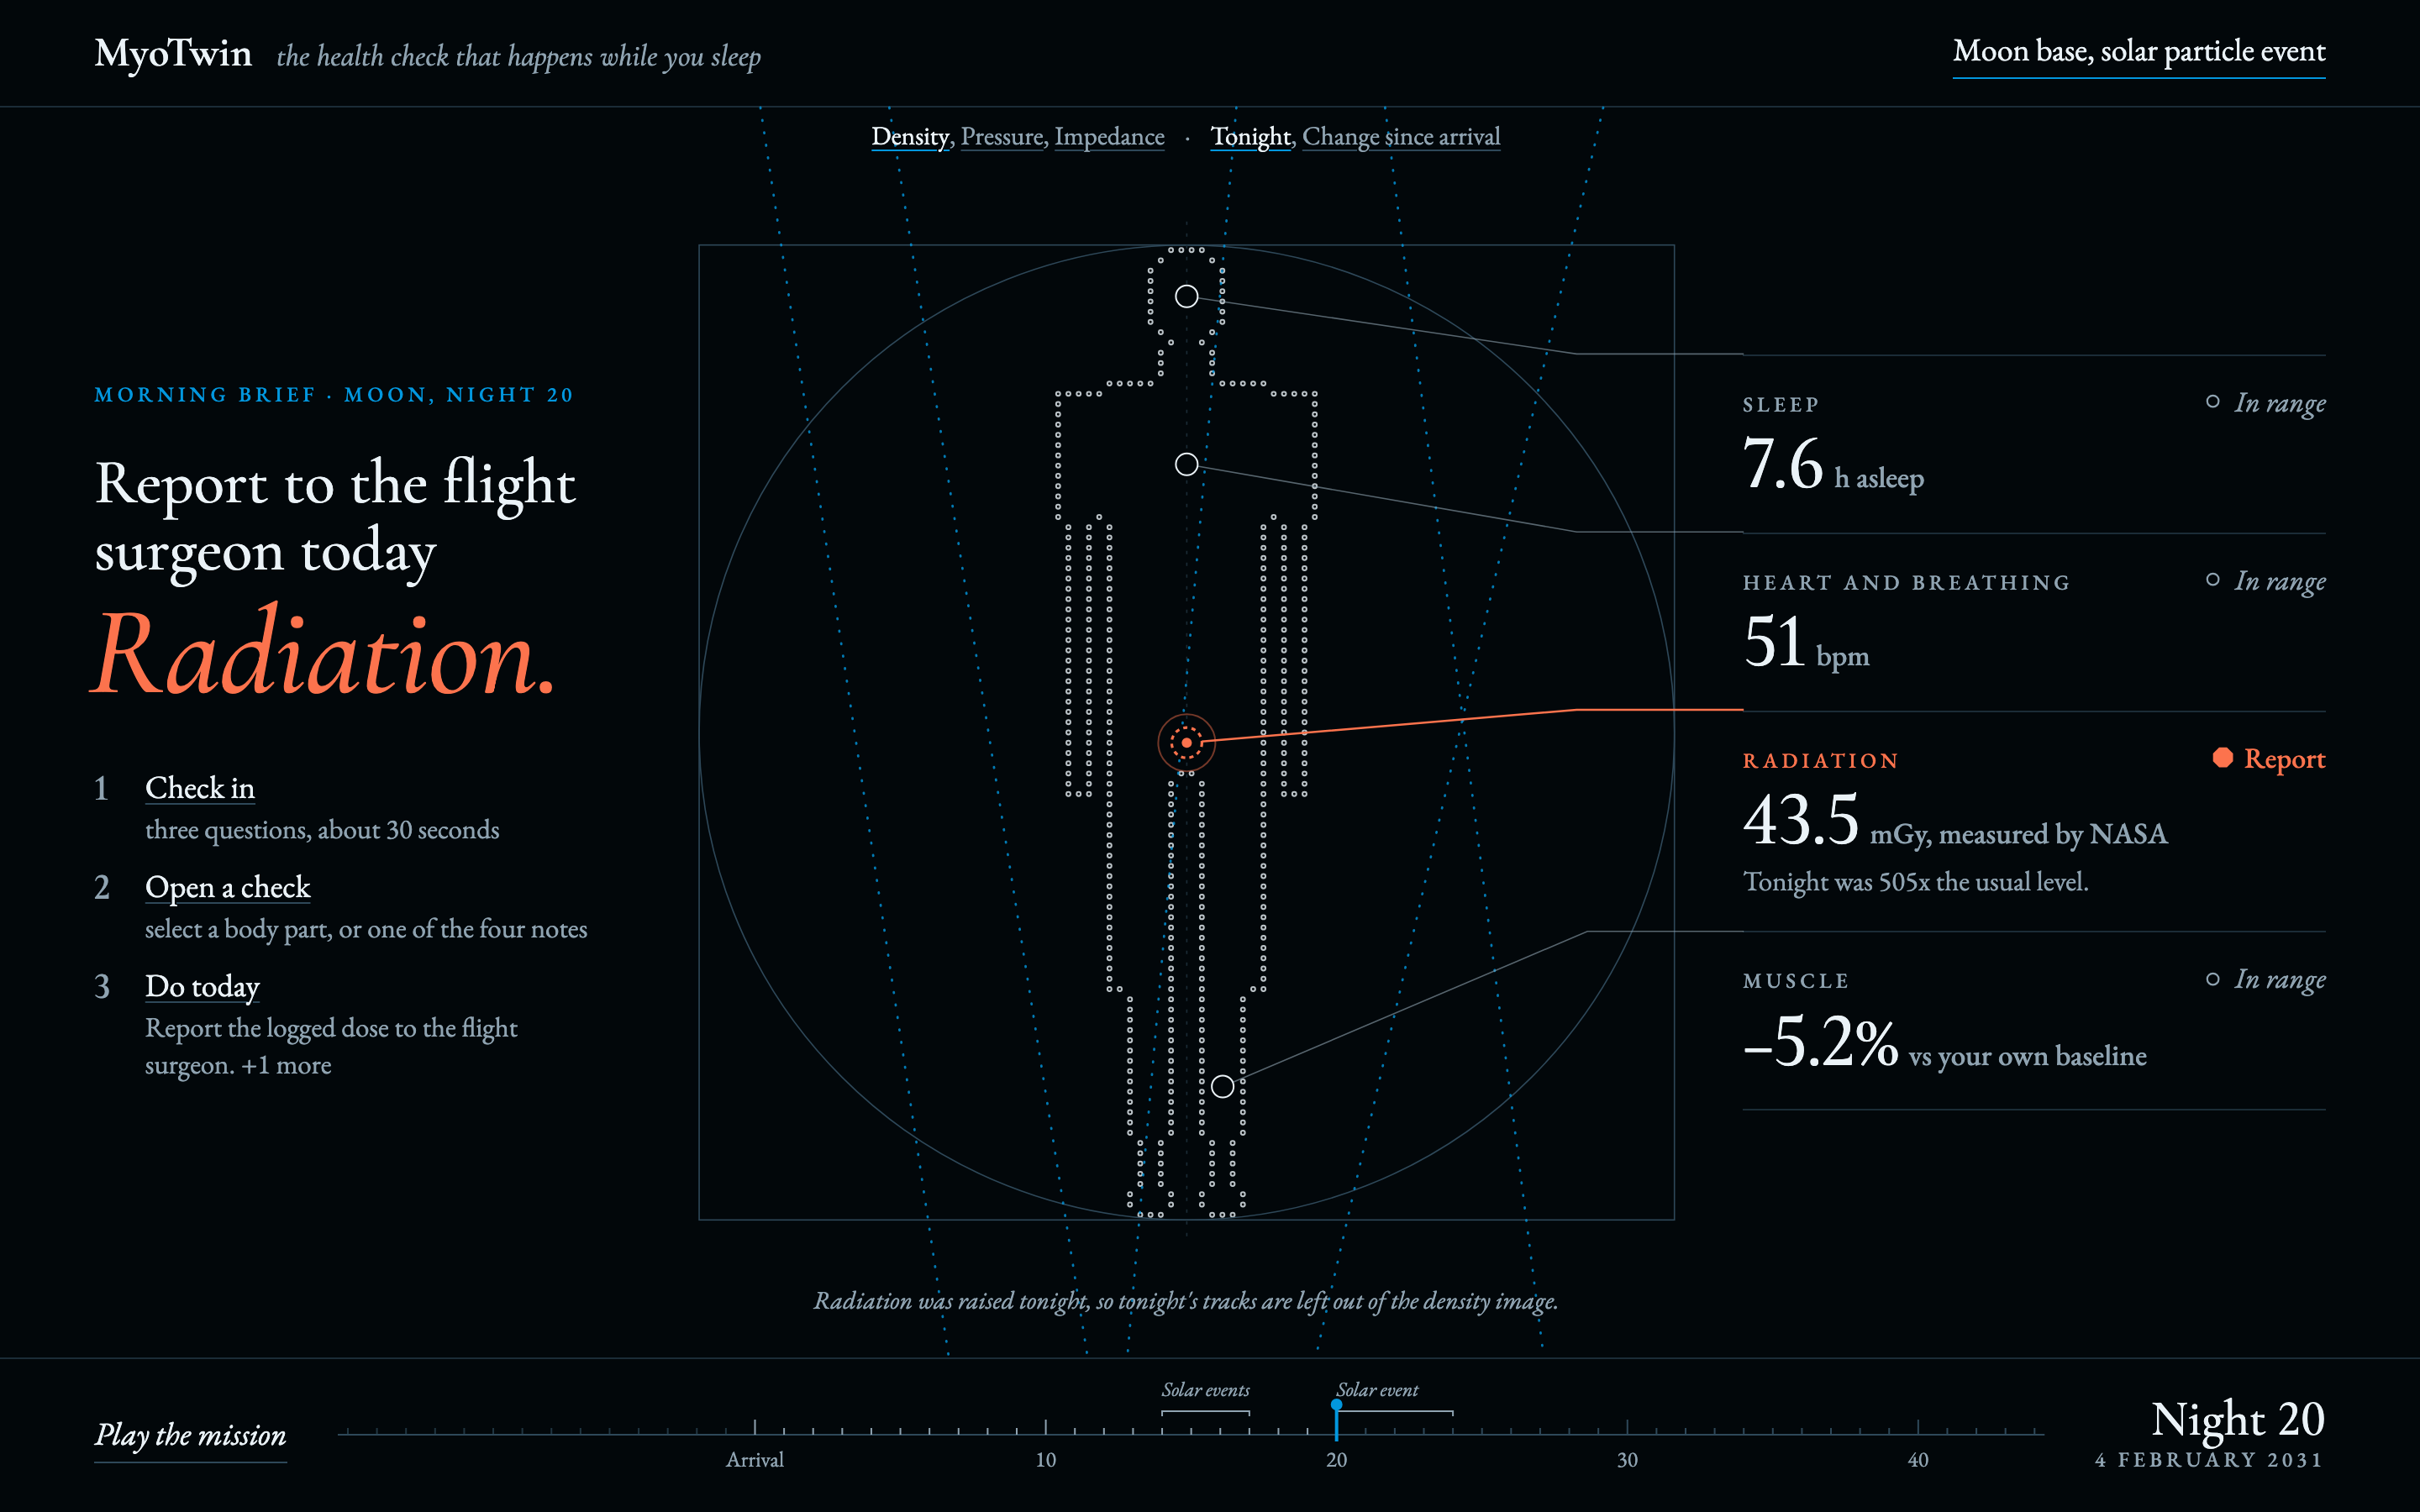 MyoTwin the health check that happens while you sleep
Moon base, solar particle event
Density, Pressure, Impedance · Tonight, Change since arrival
MORNING BRIEF · MOON, NIGHT 20
Report to the flight
surgeon today
Radiation.
1 Check in
three questions, about 30 seconds
2 Open a check
select a body part, or one of the four notes
3 Do today
Report the logged dose to the flight
surgeon. +1 more
SLEEP
In range
7.6 h asleep
HEART AND BREATHING
In range
51 bpm
RADIATION
Report
43.5 mGy, measured by NASA
Tonight was 505x the usual level.
MUSCLE
In range
–5.2% vs your own baseline
Radiation was raised tonight, so tonight's tracks are left out of the density image.
Play the mission
Solar events
Solar event
Arrival 10 20 30 40
Night 20
4 FEBRUARY 2031